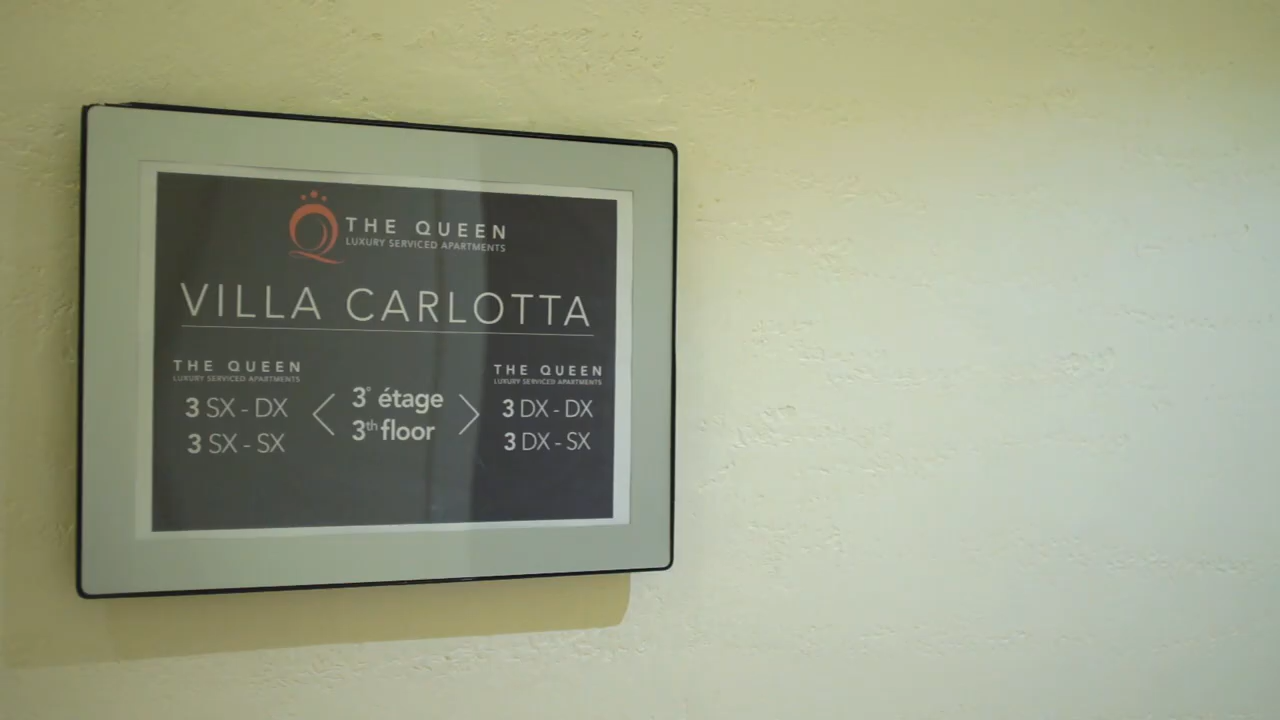 THE QUEEN
LUXURY SERVICED APARTMENTS
VILLA CARLOTTA
THE QUEEN
LUXURY SERVICED APARTMENTS
3 SX - DX
3 SX - SX
3° étage
3th floor
THE QUEEN
LUXURY SERVICED APARTMENTS
3 DX - DX
3 DX - SX